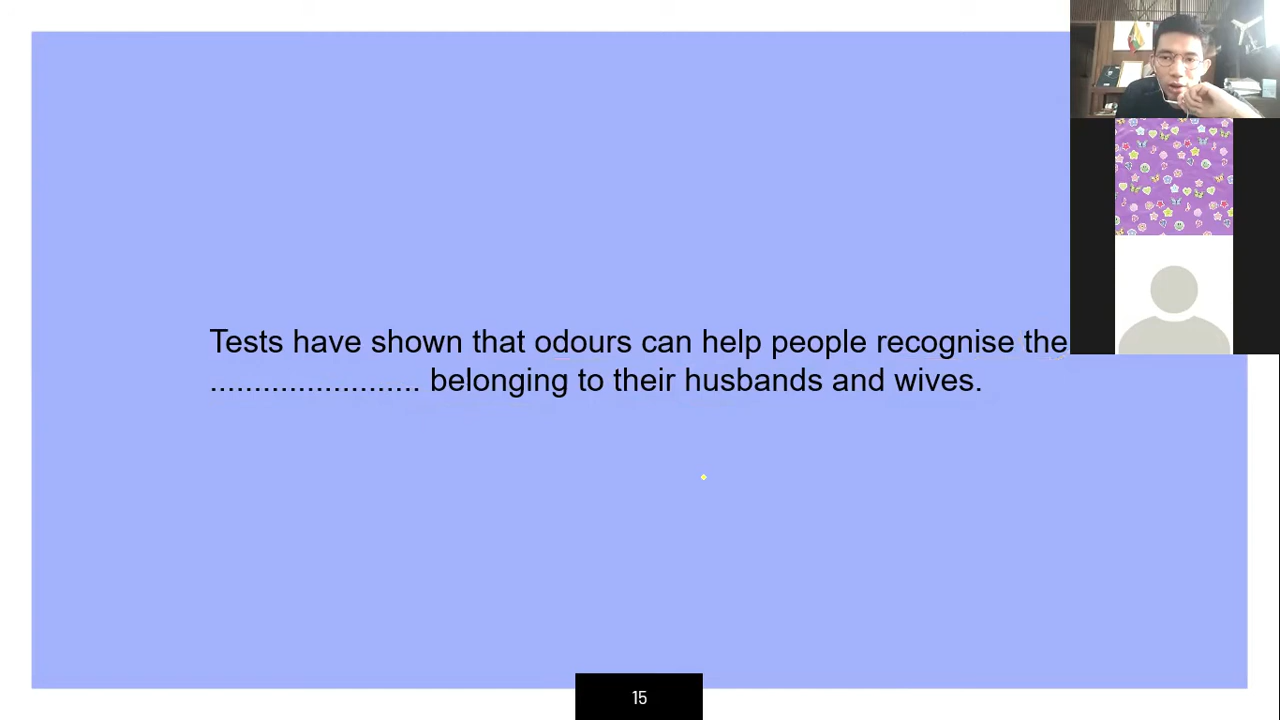 Tests have shown that odours can help people recognise the
....................... belonging to their husbands and wives.
15